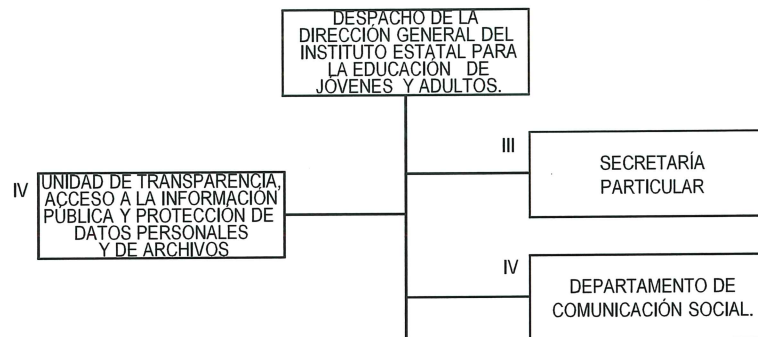 DESPACHO DE LA
DIRECCIÓN GENERAL DEL
INSTITUTO ESTATAL PARA
LA EDUCACIÓN DE
JÓVENES Y ADULTOS.
III
SECRETARÍA
PARTICULAR
IV
UNIDAD DE TRANSPARENCIA,
ACCESO A LA INFORMACIÓN
PÚBLICA Y PROTECCIÓN DE
DATOS PERSONALES
Y DE ARCHIVOS
IV
DEPARTAMENTO DE
COMUNICACIÓN SOCIAL.